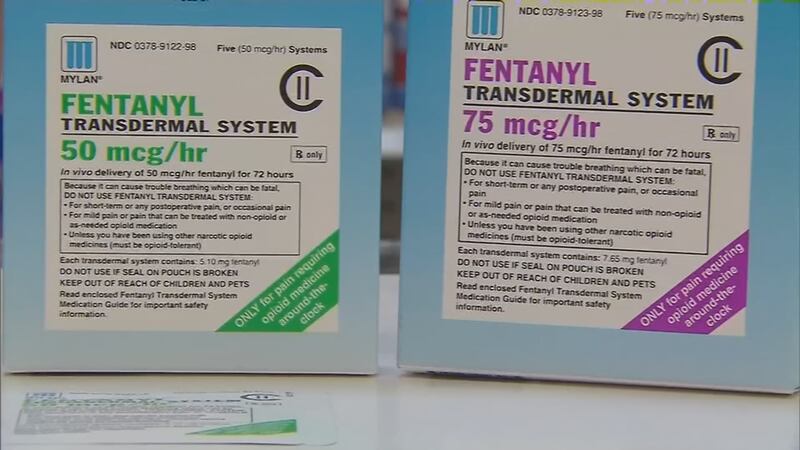 NDC 0378-9122-98 Five (50 mcg/hr) Systems
MYLAN®
CII
FENTANYL
TRANSDERMAL SYSTEM
50 mcg/hr
Rx only
In vivo delivery of 50 mcg/hr fentanyl for 72 hours
Because it can cause trouble breathing which can be fatal,
DO NOT USE FENTANYL TRANSDERMAL SYSTEM:
• For short-term or any postoperative pain, or occasional pain
• For mild pain or pain that can be treated with non-opioid or
as-needed opioid medication
• Unless you have been using other narcotic opioid
medicines (must be opioid-tolerant)
Each transdermal system contains: 5.10 mg fentanyl
DO NOT USE IF SEAL ON POUCH IS BROKEN
KEEP OUT OF REACH OF CHILDREN AND PETS
Read enclosed Fentanyl Transdermal System
Medication Guide for important safety
information.
ONLY for pain requiring
opioid medicine
around-the-
clock
NDC 0378-9123-98 Five (75 mcg/hr) Systems
MYLAN®
CII
FENTANYL
TRANSDERMAL SYSTEM
75 mcg/hr
Rx only
In vivo delivery of 75 mcg/hr fentanyl for 72 hours
Because it can cause trouble breathing which can be fatal,
DO NOT USE FENTANYL TRANSDERMAL SYSTEM:
• For short-term or any postoperative pain, or occasional
pain
• For mild pain or pain that can be treated with non-opioid
or as-needed opioid medication
• Unless you have been using other narcotic opioid
medicines (must be opioid-tolerant)
Each transdermal system contains: 7.65 mg fentanyl
DO NOT USE IF SEAL ON POUCH IS BROKEN
KEEP OUT OF REACH OF CHILDREN AND PETS
Read enclosed Fentanyl Transdermal System
Medication Guide for important safety
information.
ONLY for pain requiring
opioid medicine
around-the-
clock